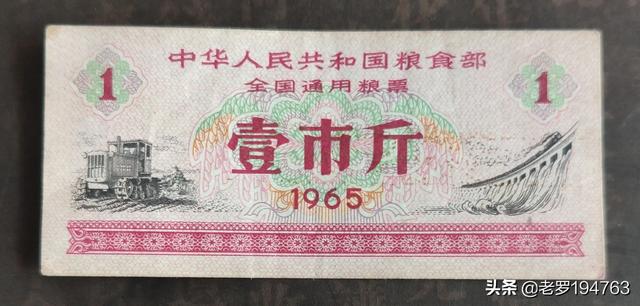 中华人民共和国粮食部
全国通用粮票
1 壹市斤 1
1965
头条 @老罗194763